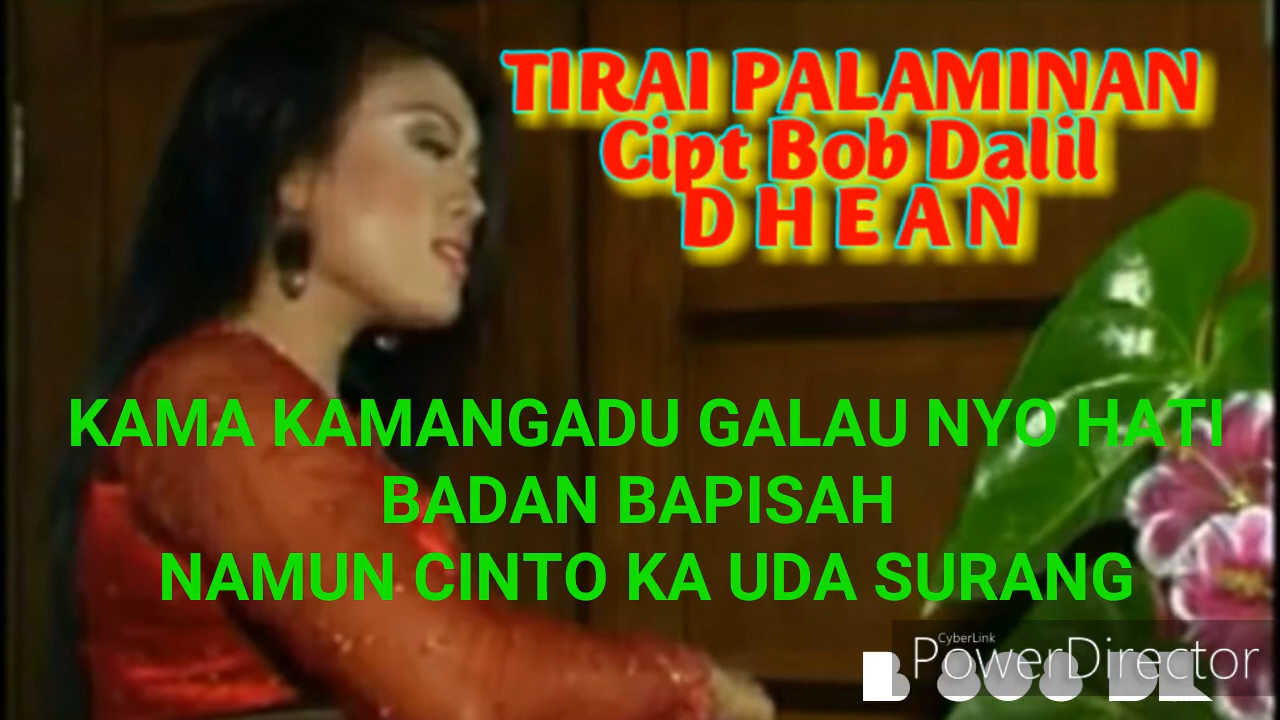 TIRAI PALAMINAN
Cipt Bob Dalil
D H E A N
KAMA KAMANGADU GALAU NYO HATI
BADAN BAPISAH
NAMUN CINTO KA UDA SURANG
CyberLink
PowerDirector